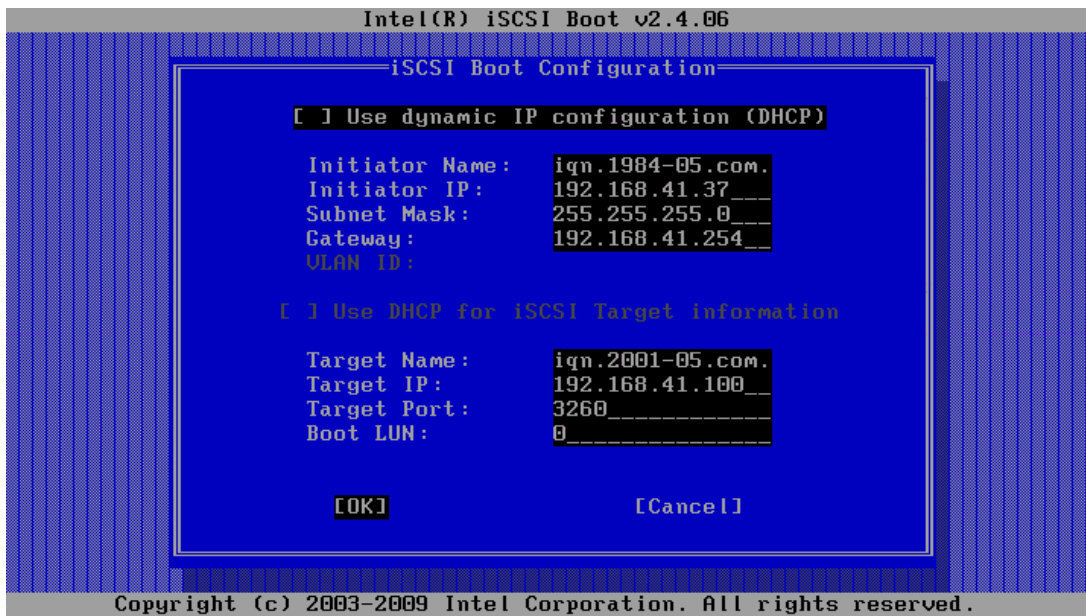 Intel(R) iSCSI Boot v2.4.06
iSCSI Boot Configuration
[ ] Use dynamic IP configuration (DHCP)
Initiator Name: iqn.1984-05.com.
Initiator IP: 192.168.41.37___
Subnet Mask: 255.255.255.0___
Gateway: 192.168.41.254__
VLAN ID:
[ ] Use DHCP for iSCSI Target information
Target Name: iqn.2001-05.com.
Target IP: 192.168.41.100__
Target Port: 3260____________
Boot LUN: 0_______________
[OK] [Cancel]
Copyright (c) 2003-2009 Intel Corporation. All rights reserved.